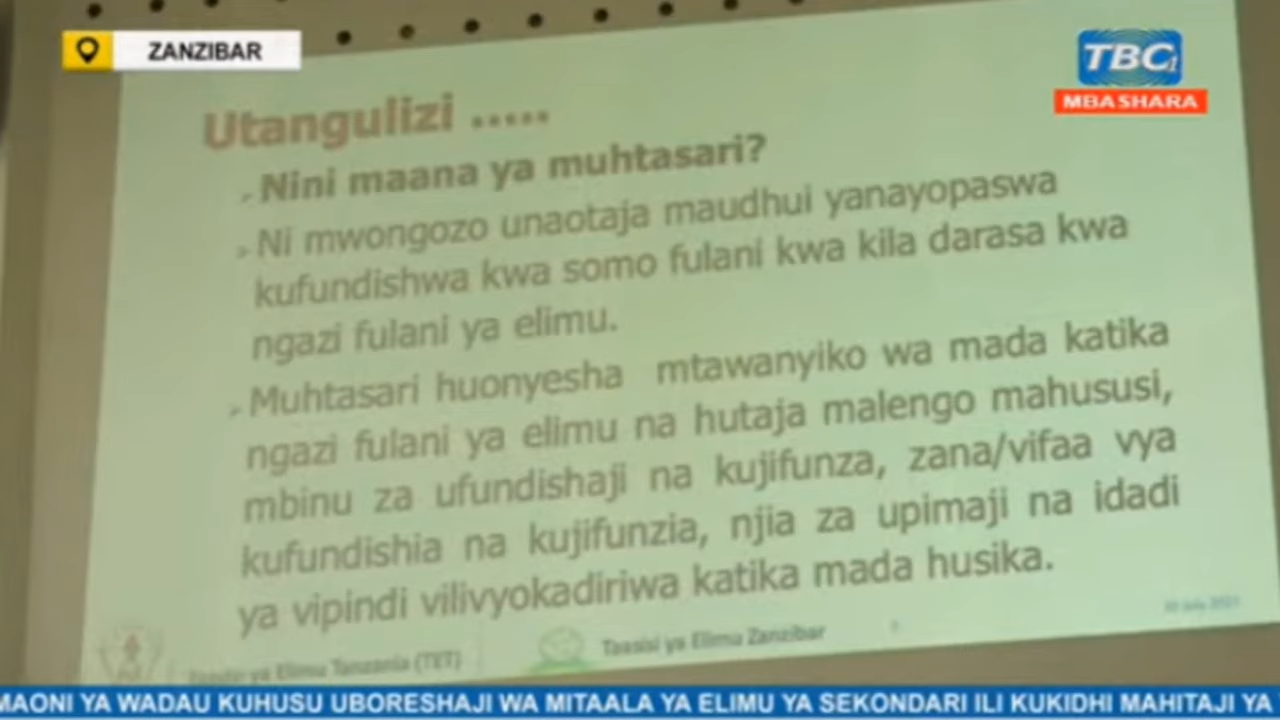 ZANZIBAR
TBC1
MBASHARA
Utangulizi .....
Nini maana ya muhtasari?
Ni mwongozo unaotaja maudhui yanayopaswa
kufundishwa kwa somo fulani kwa kila darasa kwa
ngazi fulani ya elimu.
Muhtasari huonyesha mtawanyiko wa mada katika
ngazi fulani ya elimu na hutaja malengo mahususi,
mbinu za ufundishaji na kujifunza, zana/vifaa vya
kufundishia na kujifunzia, njia za upimaji na idadi
ya vipindi vilivyokadiriwa katika mada husika.
ya Elimu Tanzania (TET)
Taasisi ya Elimu Zanzibar
MAONI YA WADAU KUHUSU UBORESHAJI WA MITAALA YA ELIMU YA SEKONDARI ILI KUKIDHI MAHITAJI YA